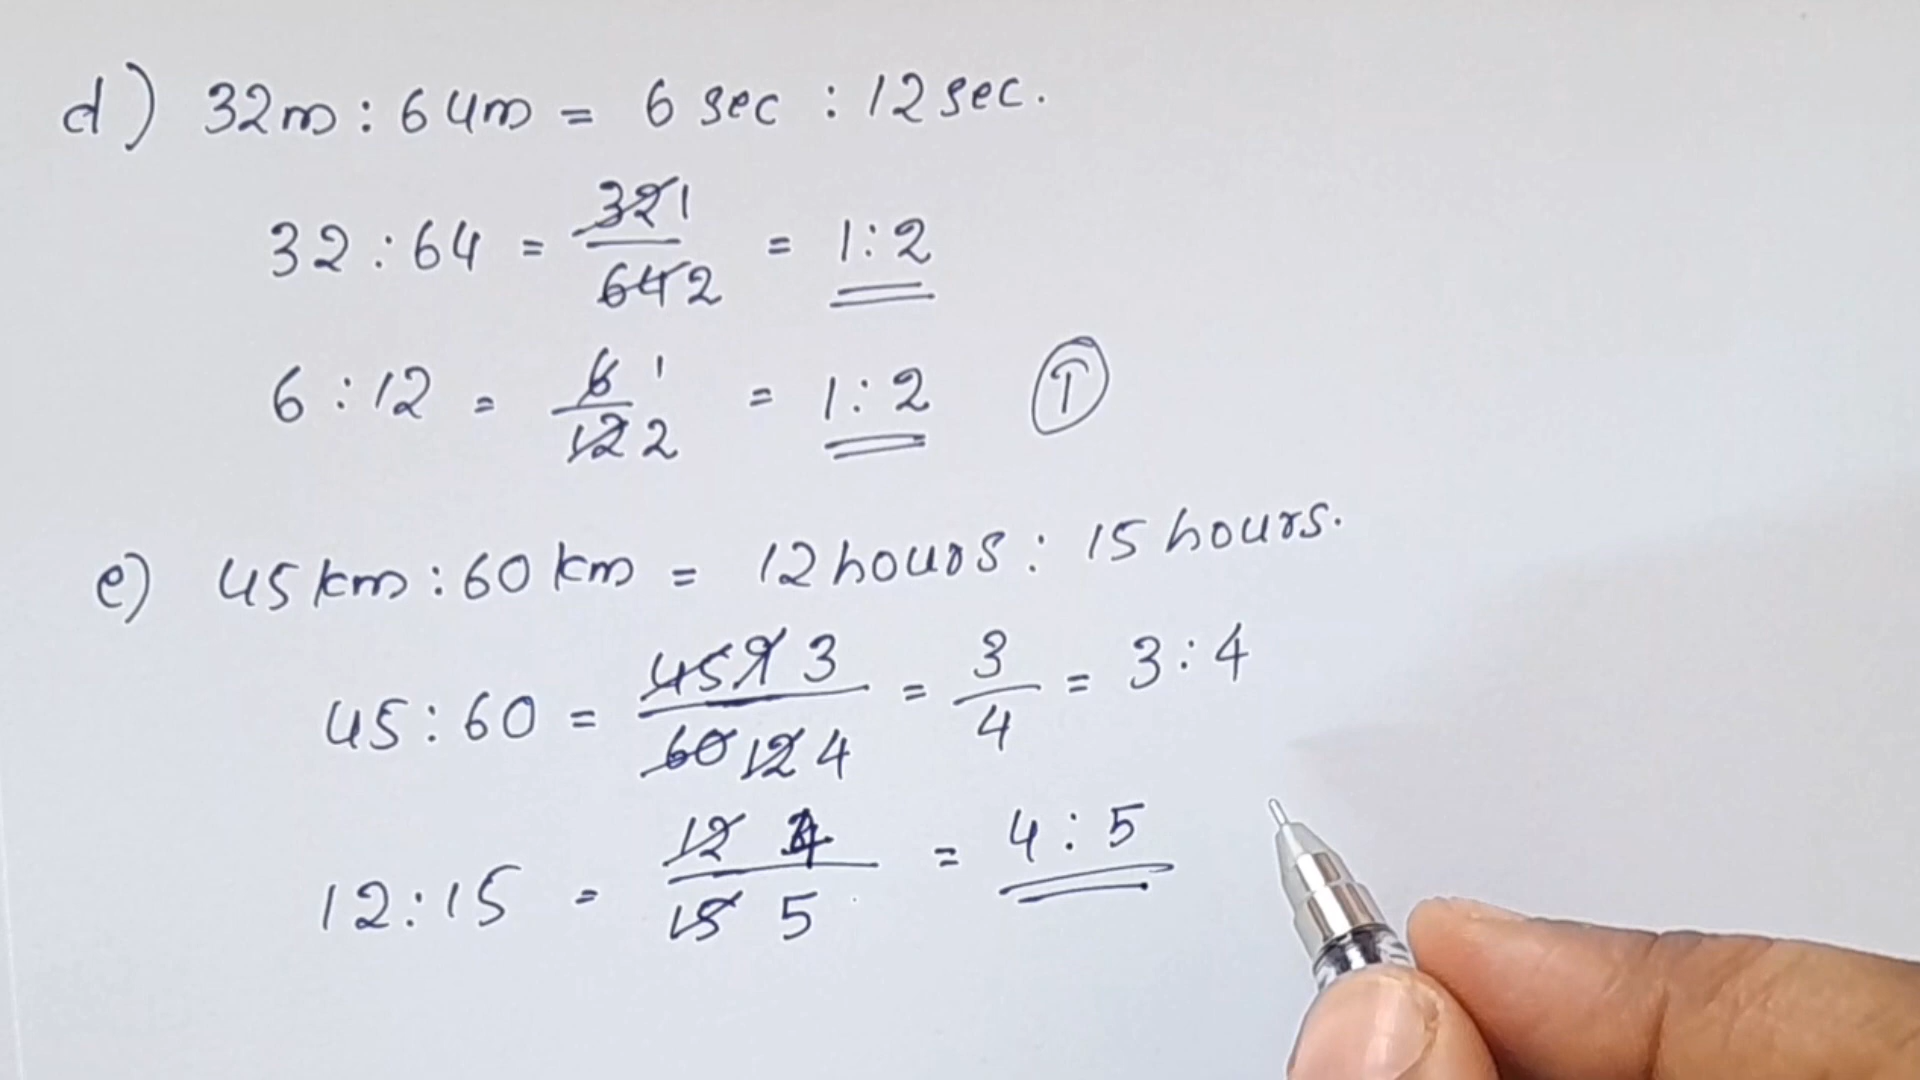 d) 32m : 64m = 6 sec : 12 sec.
32 : 64 = 32 1 / 64 2 = 1 : 2
6 : 12 = 6 1 / 12 2 = 1 : 2 T
e) 45 km : 60 km = 12 hours : 15 hours.
45 : 60 = 45 9 3 / 60 12 4 = 3 / 4 = 3 : 4
12 : 15 = 12 4 / 15 5 = 4 : 5